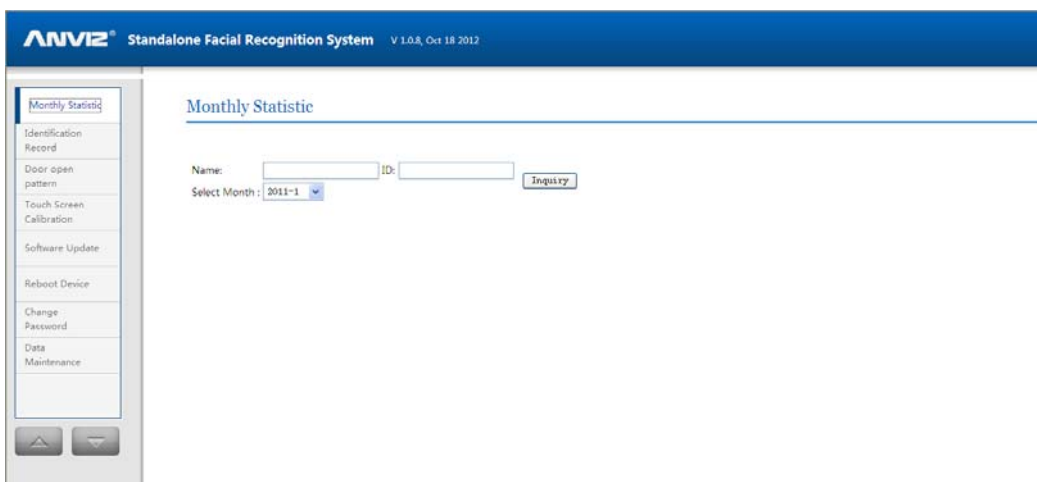 ANVIZ® Standalone Facial Recognition System V 1.0.8, Oct 18 2012
Monthly Statistic
Identification
Record
Door open
pattern
Touch Screen
Calibration
Software Update
Reboot Device
Change
Password
Data
Maintenance
Monthly Statistic
Name: ID:
Inquiry
Select Month : 2011-1